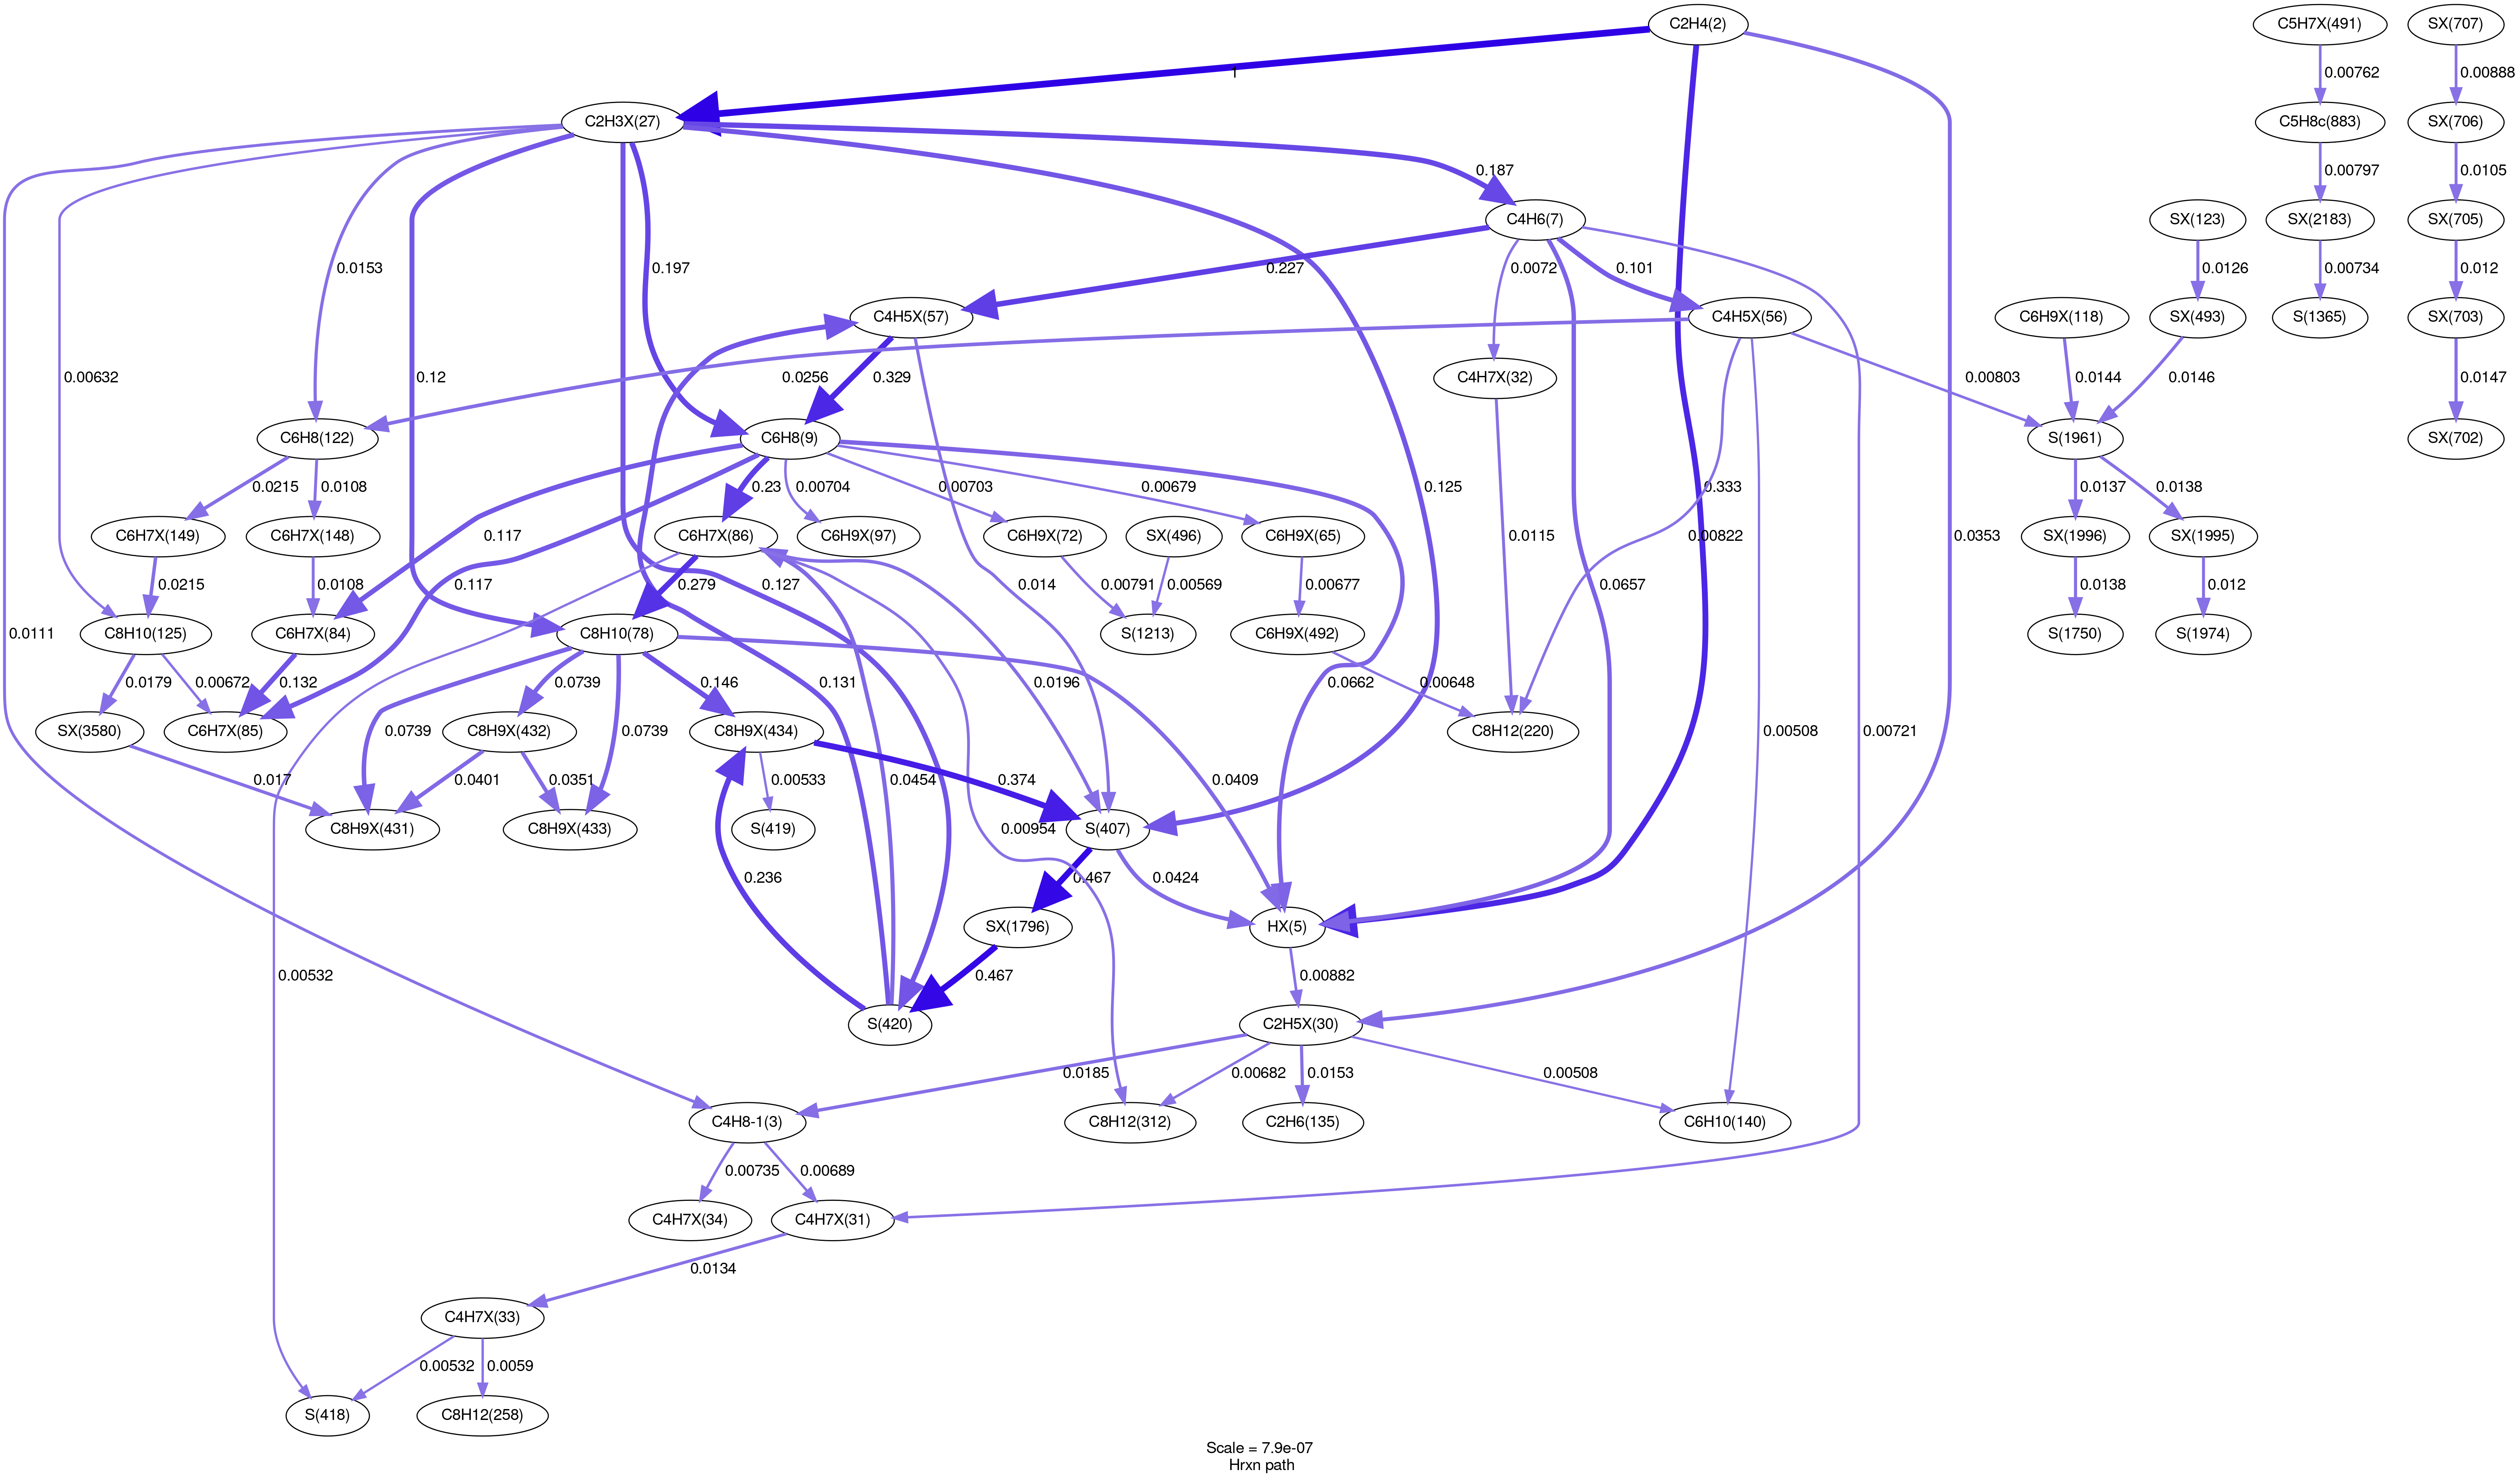 C2H4(2)
C5H7X(491)
SX(707)
1
0.00762
0.00888
C2H3X(27)
C5H8c(883)
SX(706)
0.187
0.00797
0.0105
C4H6(7)
SX(123)
SX(2183)
SX(705)
0.0153
0.197
0.227
0.0072
0.101
0.0126
0.00734
0.012
C4H5X(57)
C4H5X(56)
C6H9X(118)
SX(493)
S(1365)
SX(703)
0.00632
0.12
0.0256
0.329
C4H7X(32)
0.00803
0.0144
0.0146
0.0147
C6H8(122)
C6H8(9)
S(1961)
SX(702)
0.0215
0.0108
0.23
0.00704
0.00703
0.00679
0.125
0.333
0.0137
0.0138
C6H7X(149)
C6H7X(148)
0.117
C6H7X(86)
C6H9X(97)
C6H9X(72)
SX(496)
C6H9X(65)
0.0115
0.00822
0.0353
SX(1996)
SX(1995)
0.0111
0.0215
0.0108
0.117
0.279
0.127
0.014
0.00791
0.00569
0.00677
0.0657
0.0138
0.012
C8H10(125)
C6H7X(84)
C8H10(78)
S(1213)
C6H9X(492)
S(1750)
S(1974)
0.0179
0.00672
0.132
0.0739
0.146
0.131
0.0196
0.0662
0.00648
SX(3580)
C6H7X(85)
C8H9X(432)
C8H9X(434)
C8H12(220)
0.00508
0.00721
0.017
0.0739
0.0401
0.0351
0.0739
0.00533
0.0454
0.374
0.0409
C8H9X(431)
C8H9X(433)
S(419)
0.00954
S(407)
0.236
0.467
0.0424
SX(1796)
HX(5)
0.00532
0.467
0.00882
S(420)
C2H5X(30)
0.0185
0.00682
0.0153
0.00508
C4H8-1(3)
C8H12(312)
C2H6(135)
C6H10(140)
0.00735
0.00689
C4H7X(34)
C4H7X(31)
0.0134
C4H7X(33)
0.00532
0.0059
S(418)
C8H12(258)
Scale = 7.9e-07
Hrxn path